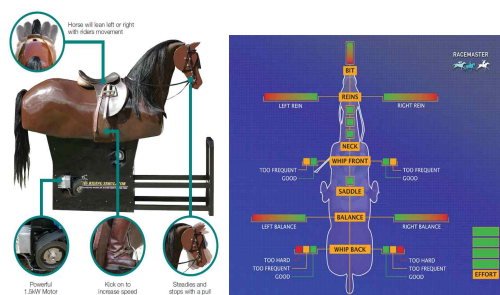 Horse will lean left or right
with riders movement
Powerful
1.5kW Motor
Kick on to
increase speed
Steadies and
stops with a pull
RACEMASTER
BIT
REINS
LEFT REIN
RIGHT REIN
NECK
WHIP FRONT
TOO FREQUENT
GOOD
TOO FREQUENT
GOOD
SADDLE
BALANCE
LEFT BALANCE
RIGHT BALANCE
WHIP BACK
TOO HARD
TOO FREQUENT
GOOD
TOO HARD
TOO FREQUENT
GOOD
EFFORT